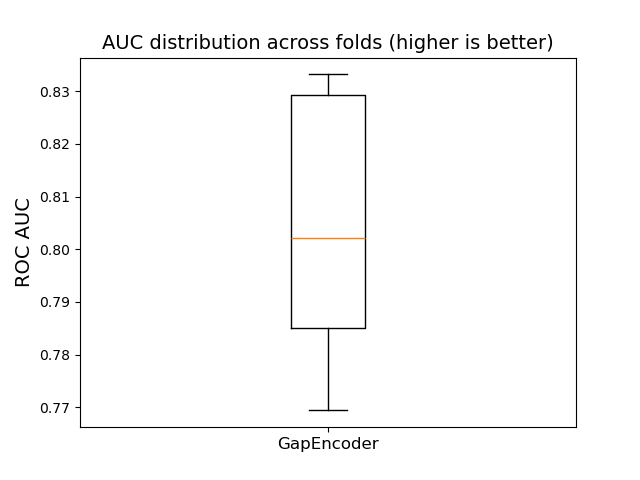 AUC distribution across folds (higher is better)
ROC AUC
0.83
0.82
0.81
0.80
0.79
0.78
0.77
GapEncoder